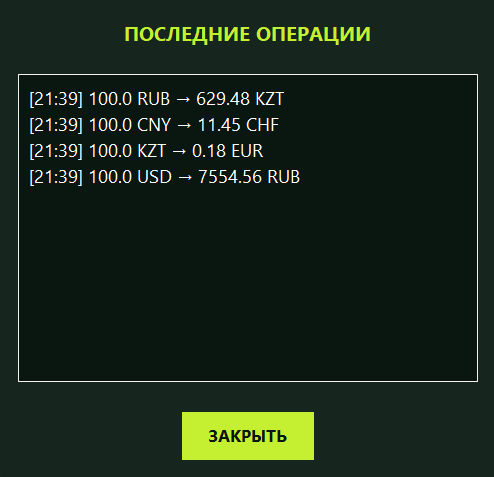 ПОСЛЕДНИЕ ОПЕРАЦИИ
[21:39] 100.0 RUB → 629.48 KZT
[21:39] 100.0 CNY → 11.45 CHF
[21:39] 100.0 KZT → 0.18 EUR
[21:39] 100.0 USD → 7554.56 RUB
ЗАКРЫТЬ